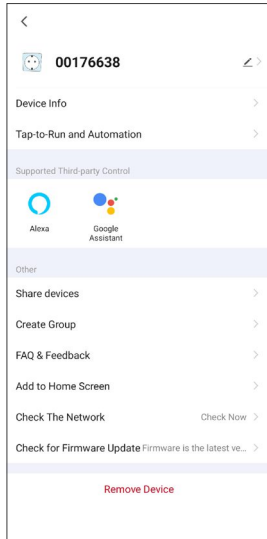 00176638
Device Info
Tap-to-Run and Automation
Supported Third-party Control
Alexa
Google
Assistant
Other
Share devices
Create Group
FAQ & Feedback
Add to Home Screen
Check The Network Check Now
Check for Firmware Update Firmware is the latest ve...
Remove Device